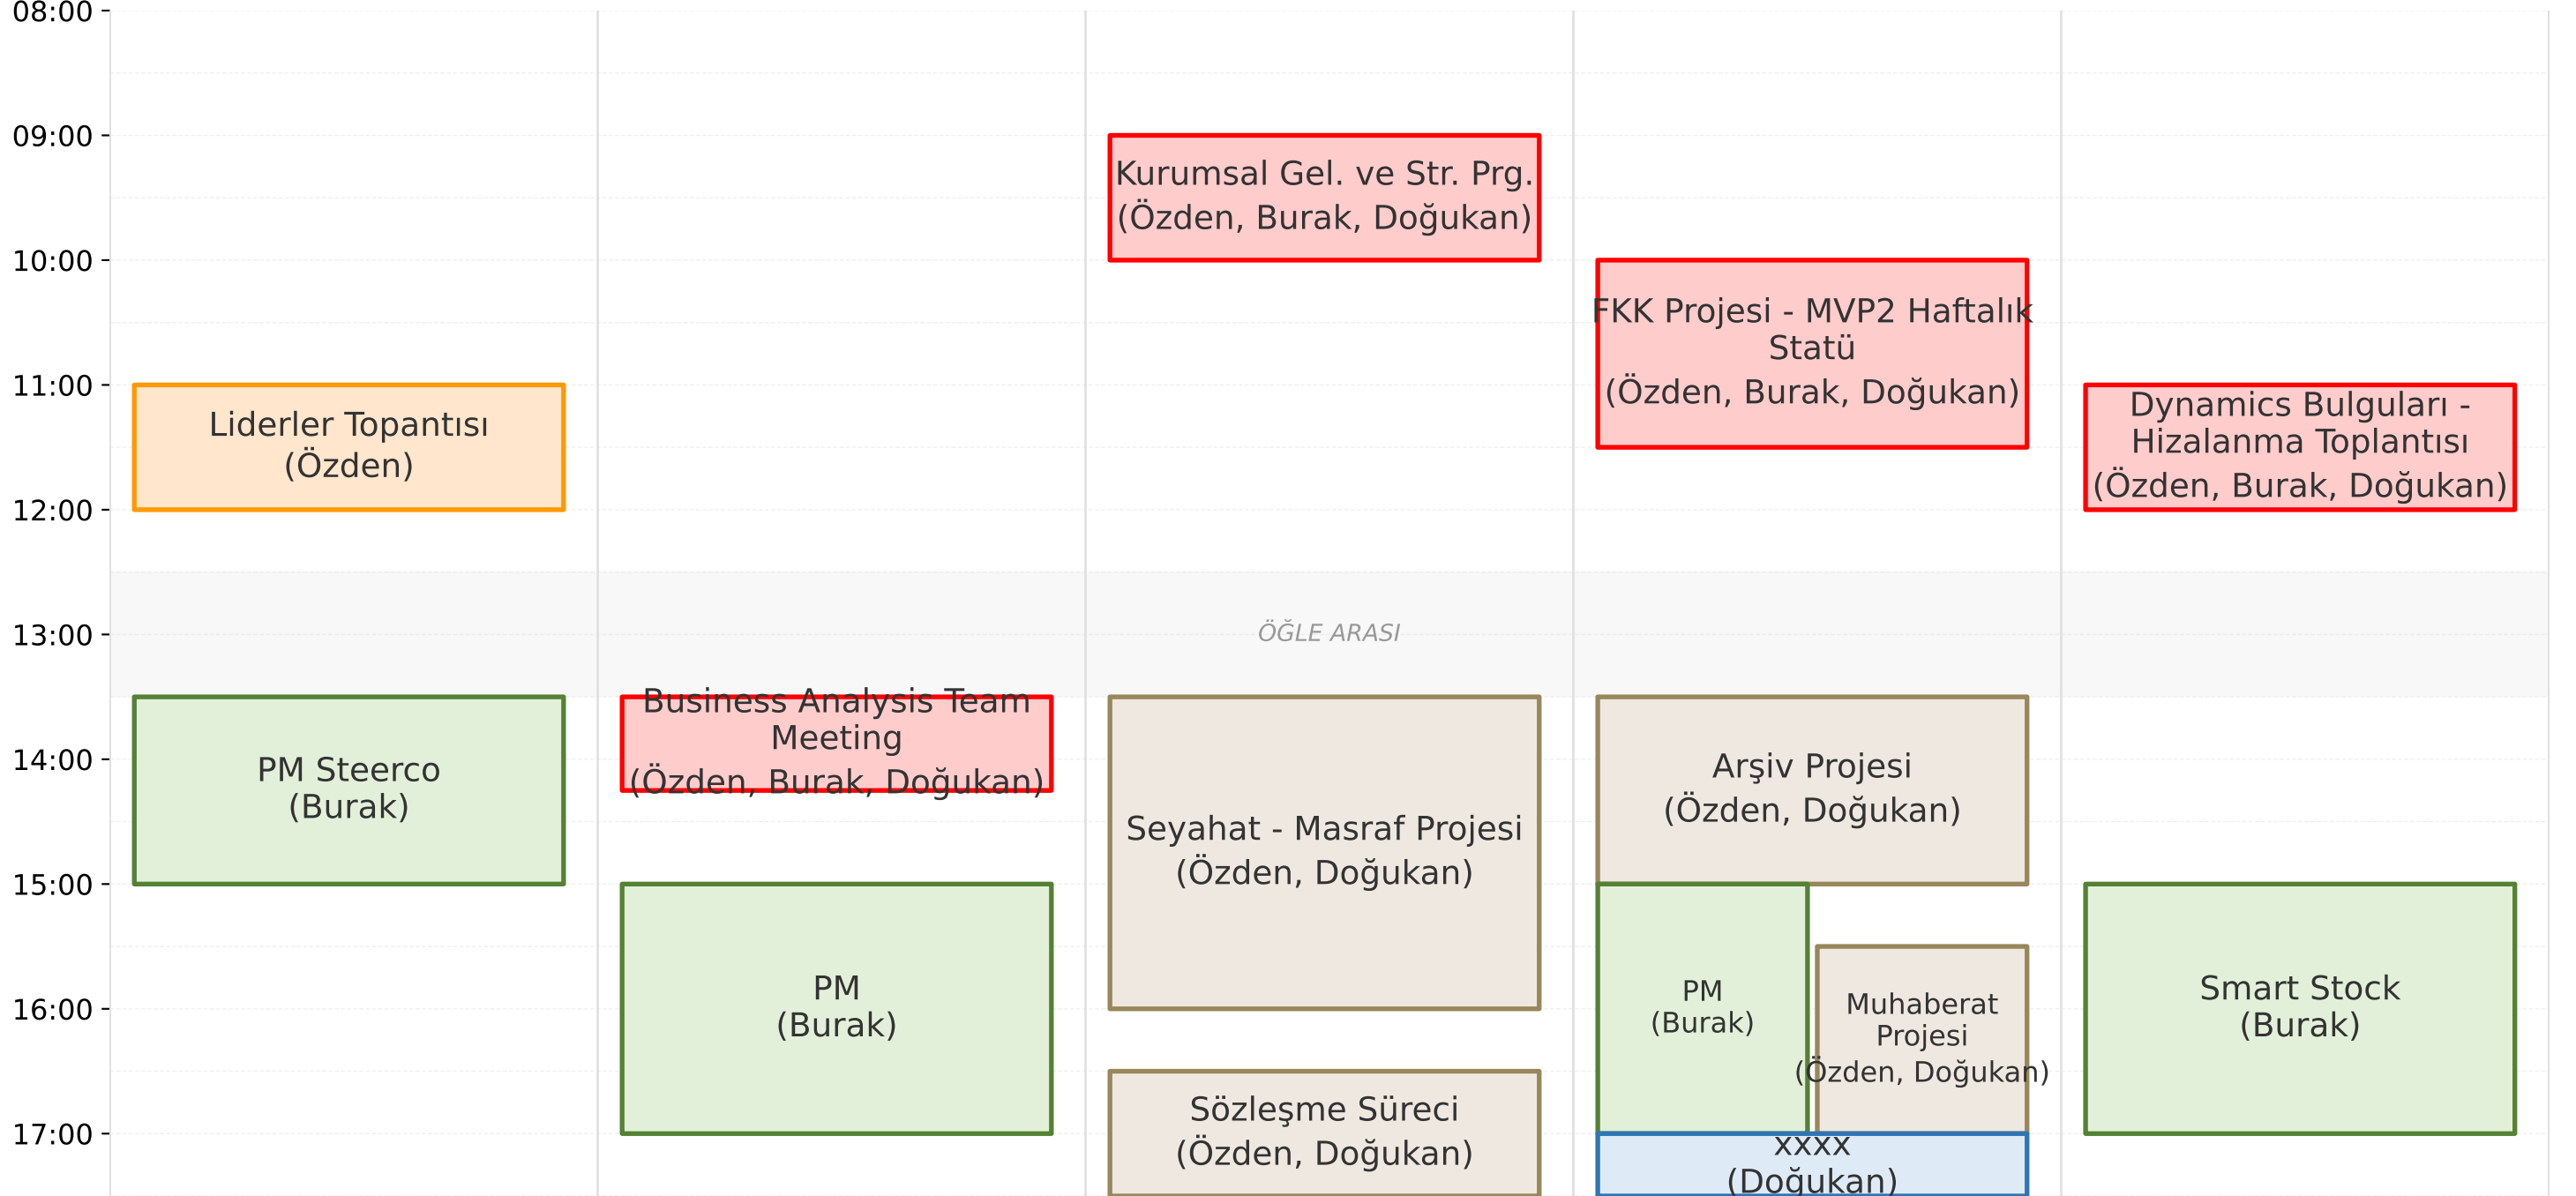 08:00
09:00
10:00
11:00
12:00
13:00
14:00
15:00
16:00
17:00
Liderler Topantısı
(Özden)
PM Steerco
(Burak)
Business Analysis Team
Meeting
(Özden, Burak, Doğukan)
PM
(Burak)
Kurumsal Gel. ve Str. Prg.
(Özden, Burak, Doğukan)
ÖĞLE ARASI
Seyahat - Masraf Projesi
(Özden, Doğukan)
Sözleşme Süreci
(Özden, Doğukan)
FKK Projesi - MVP2 Haftalık
Statü
(Özden, Burak, Doğukan)
Arşiv Projesi
(Özden, Doğukan)
PM
(Burak)
Muhaberat
Projesi
(Özden, Doğukan)
xxxx
(Doğukan)
Dynamics Bulguları -
Hizalanma Toplantısı
(Özden, Burak, Doğukan)
Smart Stock
(Burak)